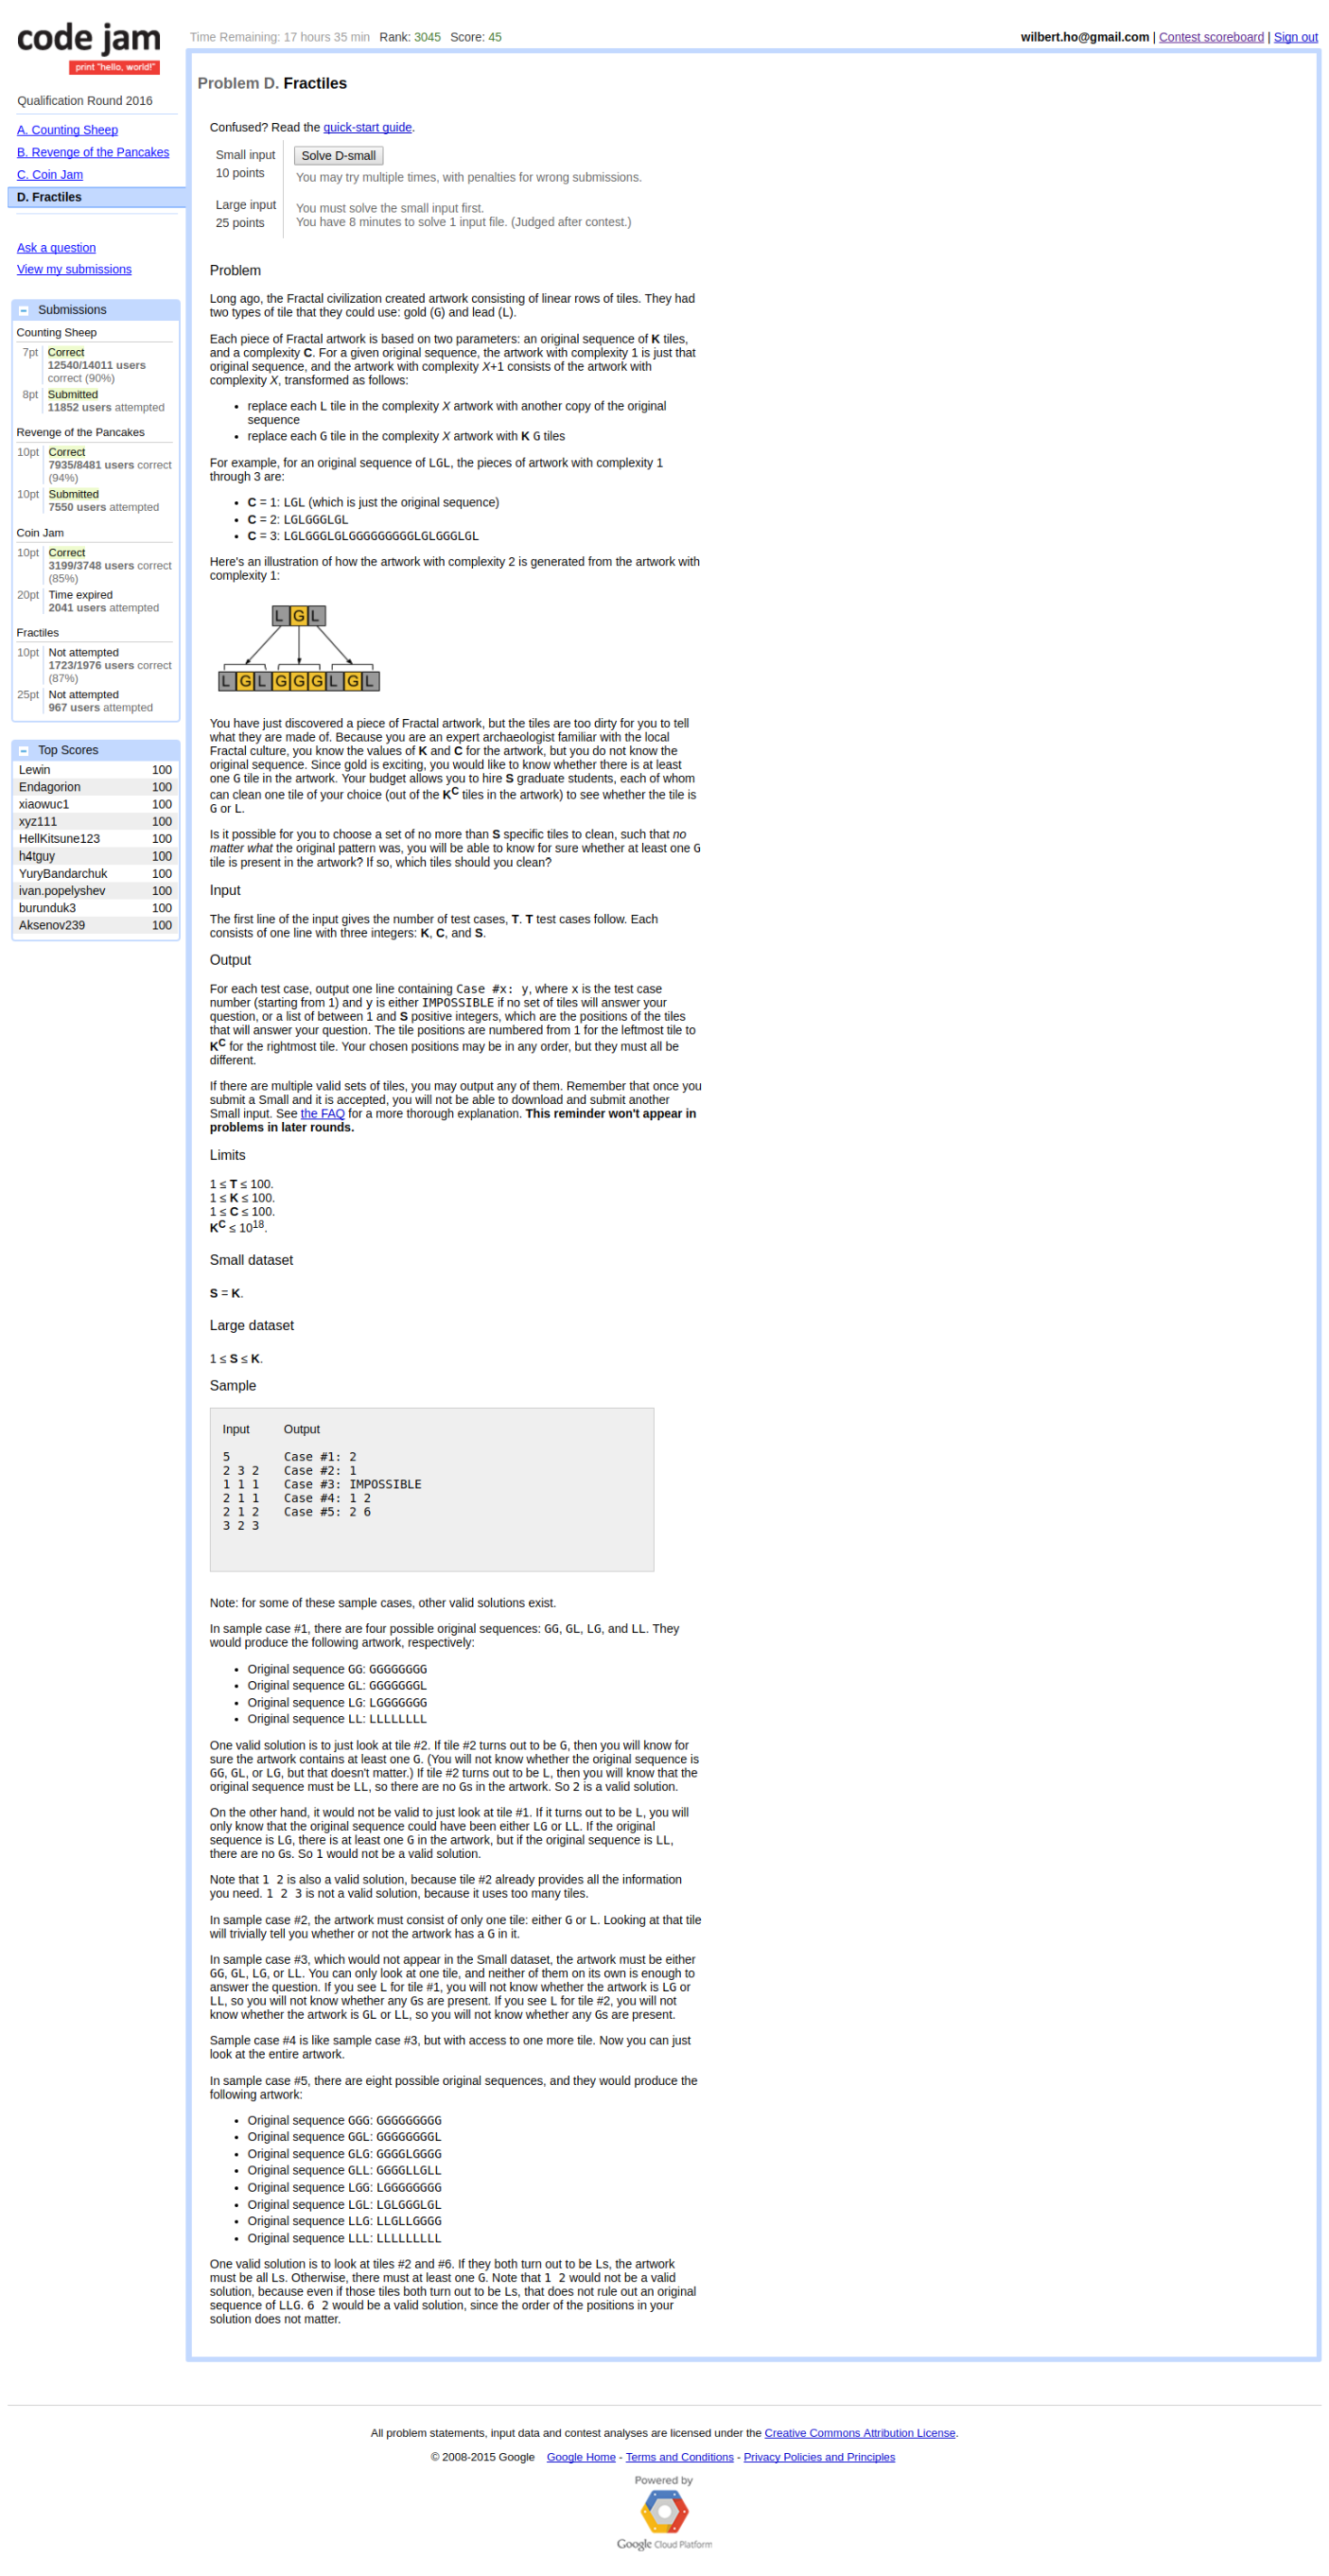 code jam
print "hello, world!"
Time Remaining: 17 hours 35 min Rank: 3045 Score: 45
wilbert.ho@gmail.com | Contest scoreboard | Sign out
Qualification Round 2016
A. Counting Sheep
B. Revenge of the Pancakes
C. Coin Jam
D. Fractiles
Ask a question
View my submissions
Submissions
Counting Sheep
7pt Correct
12540/14011 users
correct (90%)
8pt Submitted
11852 users attempted
Revenge of the Pancakes
10pt Correct
7935/8481 users correct
(94%)
10pt Submitted
7550 users attempted
Coin Jam
10pt Correct
3199/3748 users correct
(85%)
20pt Time expired
2041 users attempted
Fractiles
10pt Not attempted
1723/1976 users correct
(87%)
25pt Not attempted
967 users attempted
Top Scores
Lewin 100
Endagorion 100
xiaowuc1 100
xyz111 100
HellKitsune123 100
h4tguy 100
YuryBandarchuk 100
ivan.popelyshev 100
burunduk3 100
Aksenov239 100
Problem D. Fractiles
Confused? Read the quick-start guide.
Small input
10 points
Solve D-small
You may try multiple times, with penalties for wrong submissions.
Large input
25 points
You must solve the small input first.
You have 8 minutes to solve 1 input file. (Judged after contest.)
Problem
Long ago, the Fractal civilization created artwork consisting of linear rows of tiles. They had
two types of tile that they could use: gold (G) and lead (L).
Each piece of Fractal artwork is based on two parameters: an original sequence of K tiles,
and a complexity C. For a given original sequence, the artwork with complexity 1 is just that
original sequence, and the artwork with complexity X+1 consists of the artwork with
complexity X, transformed as follows:
• replace each L tile in the complexity X artwork with another copy of the original
sequence
• replace each G tile in the complexity X artwork with K G tiles
For example, for an original sequence of LGL, the pieces of artwork with complexity 1
through 3 are:
• C = 1: LGL (which is just the original sequence)
• C = 2: LGLGGGLGL
• C = 3: LGLGGGLGLGGGGGGGGGLGLGGGLGL
Here's an illustration of how the artwork with complexity 2 is generated from the artwork with
complexity 1:
L G L
L G L G G G L G L
You have just discovered a piece of Fractal artwork, but the tiles are too dirty for you to tell
what they are made of. Because you are an expert archaeologist familiar with the local
Fractal culture, you know the values of K and C for the artwork, but you do not know the
original sequence. Since gold is exciting, you would like to know whether there is at least
one G tile in the artwork. Your budget allows you to hire S graduate students, each of whom
can clean one tile of your choice (out of the K^C tiles in the artwork) to see whether the tile is
G or L.
Is it possible for you to choose a set of no more than S specific tiles to clean, such that no
matter what the original pattern was, you will be able to know for sure whether at least one G
tile is present in the artwork? If so, which tiles should you clean?
Input
The first line of the input gives the number of test cases, T. T test cases follow. Each
consists of one line with three integers: K, C, and S.
Output
For each test case, output one line containing Case #x: y, where x is the test case
number (starting from 1) and y is either IMPOSSIBLE if no set of tiles will answer your
question, or a list of between 1 and S positive integers, which are the positions of the tiles
that will answer your question. The tile positions are numbered from 1 for the leftmost tile to
K^C for the rightmost tile. Your chosen positions may be in any order, but they must all be
different.
If there are multiple valid sets of tiles, you may output any of them. Remember that once you
submit a Small and it is accepted, you will not be able to download and submit another
Small input. See the FAQ for a more thorough explanation. This reminder won't appear in
problems in later rounds.
Limits
1 ≤ T ≤ 100.
1 ≤ K ≤ 100.
1 ≤ C ≤ 100.
K^C ≤ 10^18.
Small dataset
S = K.
Large dataset
1 ≤ S ≤ K.
Sample
Input Output
5 Case #1: 2
2 3 2 Case #2: 1
1 1 1 Case #3: IMPOSSIBLE
2 1 1 Case #4: 1 2
2 1 2 Case #5: 2 6
3 2 3
Note: for some of these sample cases, other valid solutions exist.
In sample case #1, there are four possible original sequences: GG, GL, LG, and LL. They
would produce the following artwork, respectively:
• Original sequence GG: GGGGGGGG
• Original sequence GL: GGGGGGGL
• Original sequence LG: LGGGGGGG
• Original sequence LL: LLLLLLLL
One valid solution is to just look at tile #2. If tile #2 turns out to be G, then you will know for
sure the artwork contains at least one G. (You will not know whether the original sequence is
GG, GL, or LG, but that doesn't matter.) If tile #2 turns out to be L, then you will know that the
original sequence must be LL, so there are no Gs in the artwork. So 2 is a valid solution.
On the other hand, it would not be valid to just look at tile #1. If it turns out to be L, you will
only know that the original sequence could have been either LG or LL. If the original
sequence is LG, there is at least one G in the artwork, but if the original sequence is LL,
there are no Gs. So 1 would not be a valid solution.
Note that 1 2 is also a valid solution, because tile #2 already provides all the information
you need. 1 2 3 is not a valid solution, because it uses too many tiles.
In sample case #2, the artwork must consist of only one tile: either G or L. Looking at that tile
will trivially tell you whether or not the artwork has a G in it.
In sample case #3, which would not appear in the Small dataset, the artwork must be either
GG, GL, LG, or LL. You can only look at one tile, and neither of them on its own is enough to
answer the question. If you see L for tile #1, you will not know whether the artwork is LG or
LL, so you will not know whether any Gs are present. If you see L for tile #2, you will not
know whether the artwork is GL or LL, so you will not know whether any Gs are present.
Sample case #4 is like sample case #3, but with access to one more tile. Now you can just
look at the entire artwork.
In sample case #5, there are eight possible original sequences, and they would produce the
following artwork:
• Original sequence GGG: GGGGGGGGG
• Original sequence GGL: GGGGGGGGL
• Original sequence GLG: GGGGLGGGG
• Original sequence GLL: GGGGLLGLL
• Original sequence LGG: LGGGGGGGG
• Original sequence LGL: LGLGGGLGL
• Original sequence LLG: LLGLLGGGG
• Original sequence LLL: LLLLLLLLL
One valid solution is to look at tiles #2 and #6. If they both turn out to be Ls, the artwork
must be all Ls. Otherwise, there must at least one G. Note that 1 2 would not be a valid
solution, because even if those tiles both turn out to be Ls, that does not rule out an original
sequence of LLG. 6 2 would be a valid solution, since the order of the positions in your
solution does not matter.
All problem statements, input data and contest analyses are licensed under the Creative Commons Attribution License.
© 2008-2015 Google Google Home - Terms and Conditions - Privacy Policies and Principles
Powered by
Google Cloud Platform